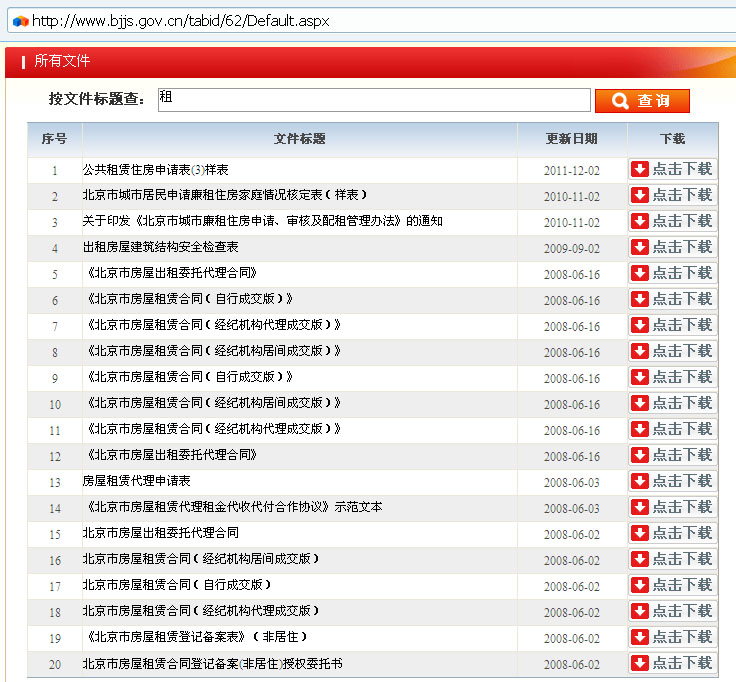 http://www.bjjs.gov.cn/tabid/62/Default.aspx
所有文件
按文件标题查： 租 查 询
序号 文件标题 更新日期 下载
1 公共租赁住房申请表(3)样表 2011-12-02 点击下载
2 北京市城市居民申请廉租住房家庭情况核定表（样表） 2010-11-02 点击下载
3 关于印发《北京市城市廉租住房申请、审核及配租管理办法》的通知 2010-11-02 点击下载
4 出租房屋建筑结构安全检查表 2009-09-02 点击下载
5 《北京市房屋出租委托代理合同》 2008-06-16 点击下载
6 《北京市房屋租赁合同（自行成交版）》 2008-06-16 点击下载
7 《北京市房屋租赁合同（经纪机构代理成交版）》 2008-06-16 点击下载
8 《北京市房屋租赁合同（经纪机构居间成交版）》 2008-06-16 点击下载
9 《北京市房屋租赁合同（自行成交版）》 2008-06-16 点击下载
10 《北京市房屋租赁合同（经纪机构居间成交版）》 2008-06-16 点击下载
11 《北京市房屋租赁合同（经纪机构代理成交版）》 2008-06-16 点击下载
12 《北京市房屋出租委托代理合同》 2008-06-16 点击下载
13 房屋租赁代理申请表 2008-06-03 点击下载
14 《北京市房屋租赁代理租金代收代付合作协议》示范文本 2008-06-03 点击下载
15 北京市房屋出租委托代理合同 2008-06-02 点击下载
16 北京市房屋租赁合同（经纪机构居间成交版） 2008-06-02 点击下载
17 北京市房屋租赁合同（自行成交版） 2008-06-02 点击下载
18 北京市房屋租赁合同（经纪机构代理成交版） 2008-06-02 点击下载
19 《北京市房屋租赁登记备案表》（非居住） 2008-06-02 点击下载
20 北京市房屋租赁合同登记备案(非居住)授权委托书 2008-06-02 点击下载